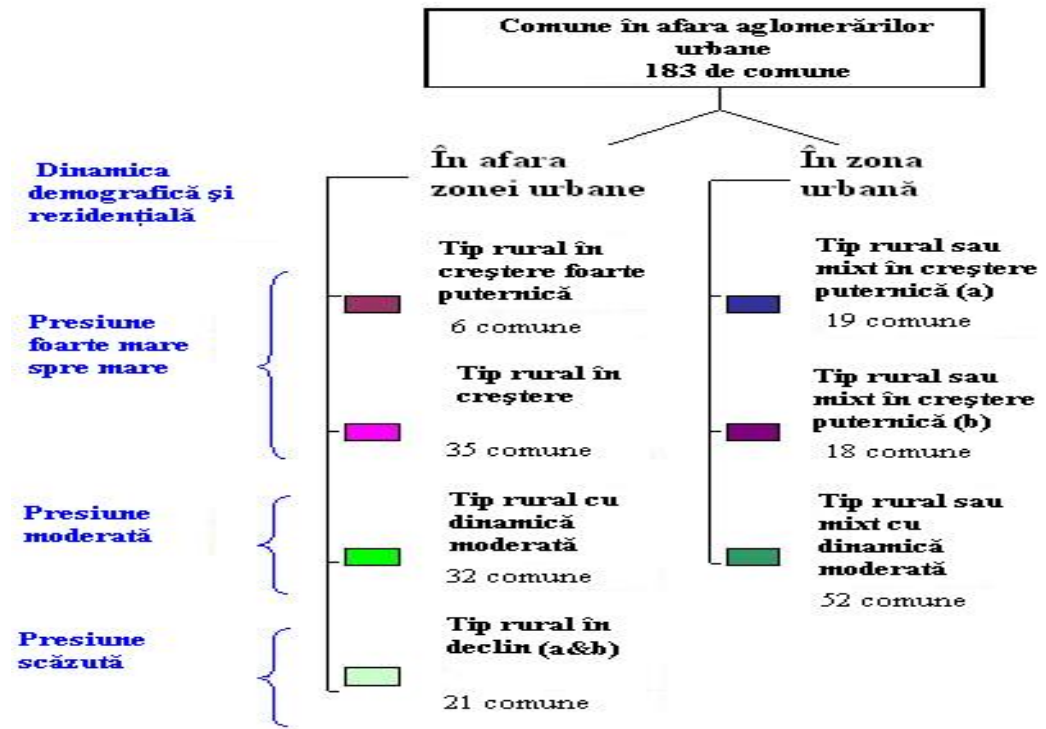 Comune în afara aglomerărilor
urbane
183 de comune
Dinamica
demografică şi
rezidenţială
În afara
zonei urbane
În zona
urbană
Presiune
foarte mare
spre mare
Tip rural în
creştere foarte
puternică
6 comune
Tip rural sau
mixt în creştere
puternică (a)
19 comune
Tip rural în
creştere
35 comune
Tip rural sau
mixt în creştere
puternică (b)
18 comune
Presiune
moderată
Tip rural cu
dinamică
moderată
32 comune
Tip rural sau
mixt cu
dinamică
moderată
52 comune
Presiune
scăzută
Tip rural în
declin (a&b)
21 comune